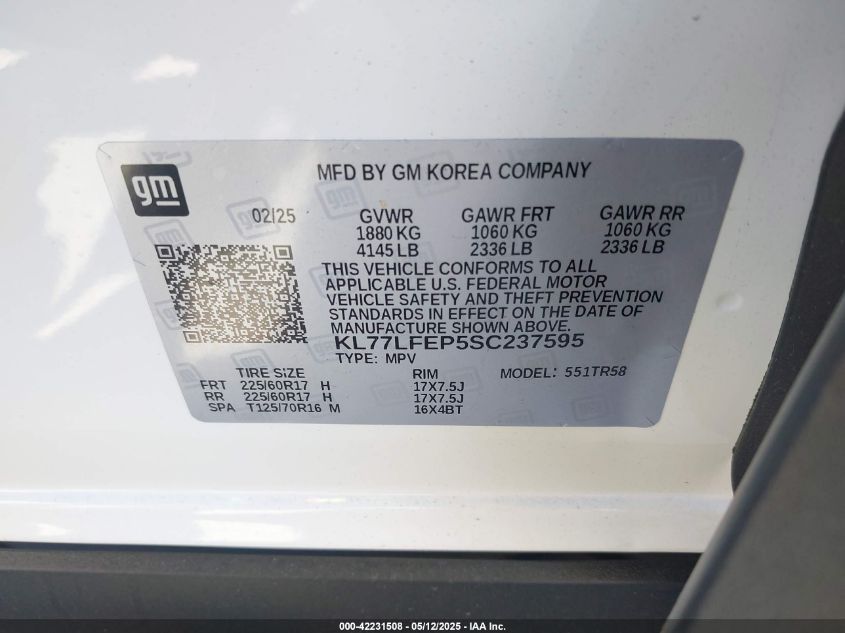 gm
MFD BY GM KOREA COMPANY
02/25 GVWR GAWR FRT GAWR RR
1880 KG 1060 KG 1060 KG
4145 LB 2336 LB 2336 LB
THIS VEHICLE CONFORMS TO ALL
APPLICABLE U.S. FEDERAL MOTOR
VEHICLE SAFETY AND THEFT PREVENTION
STANDARDS IN EFFECT ON THE DATE OF
MANUFACTURE SHOWN ABOVE.
KL77LFEP5SC237595
TYPE: MPV
TIRE SIZE RIM MODEL: 551TR58
FRT 225/60R17 H 17X7.5J
RR 225/60R17 H 17X7.5J
SPA T125/70R16 M 16X4BT
000-42231508 - 05/12/2025 - IAA Inc.